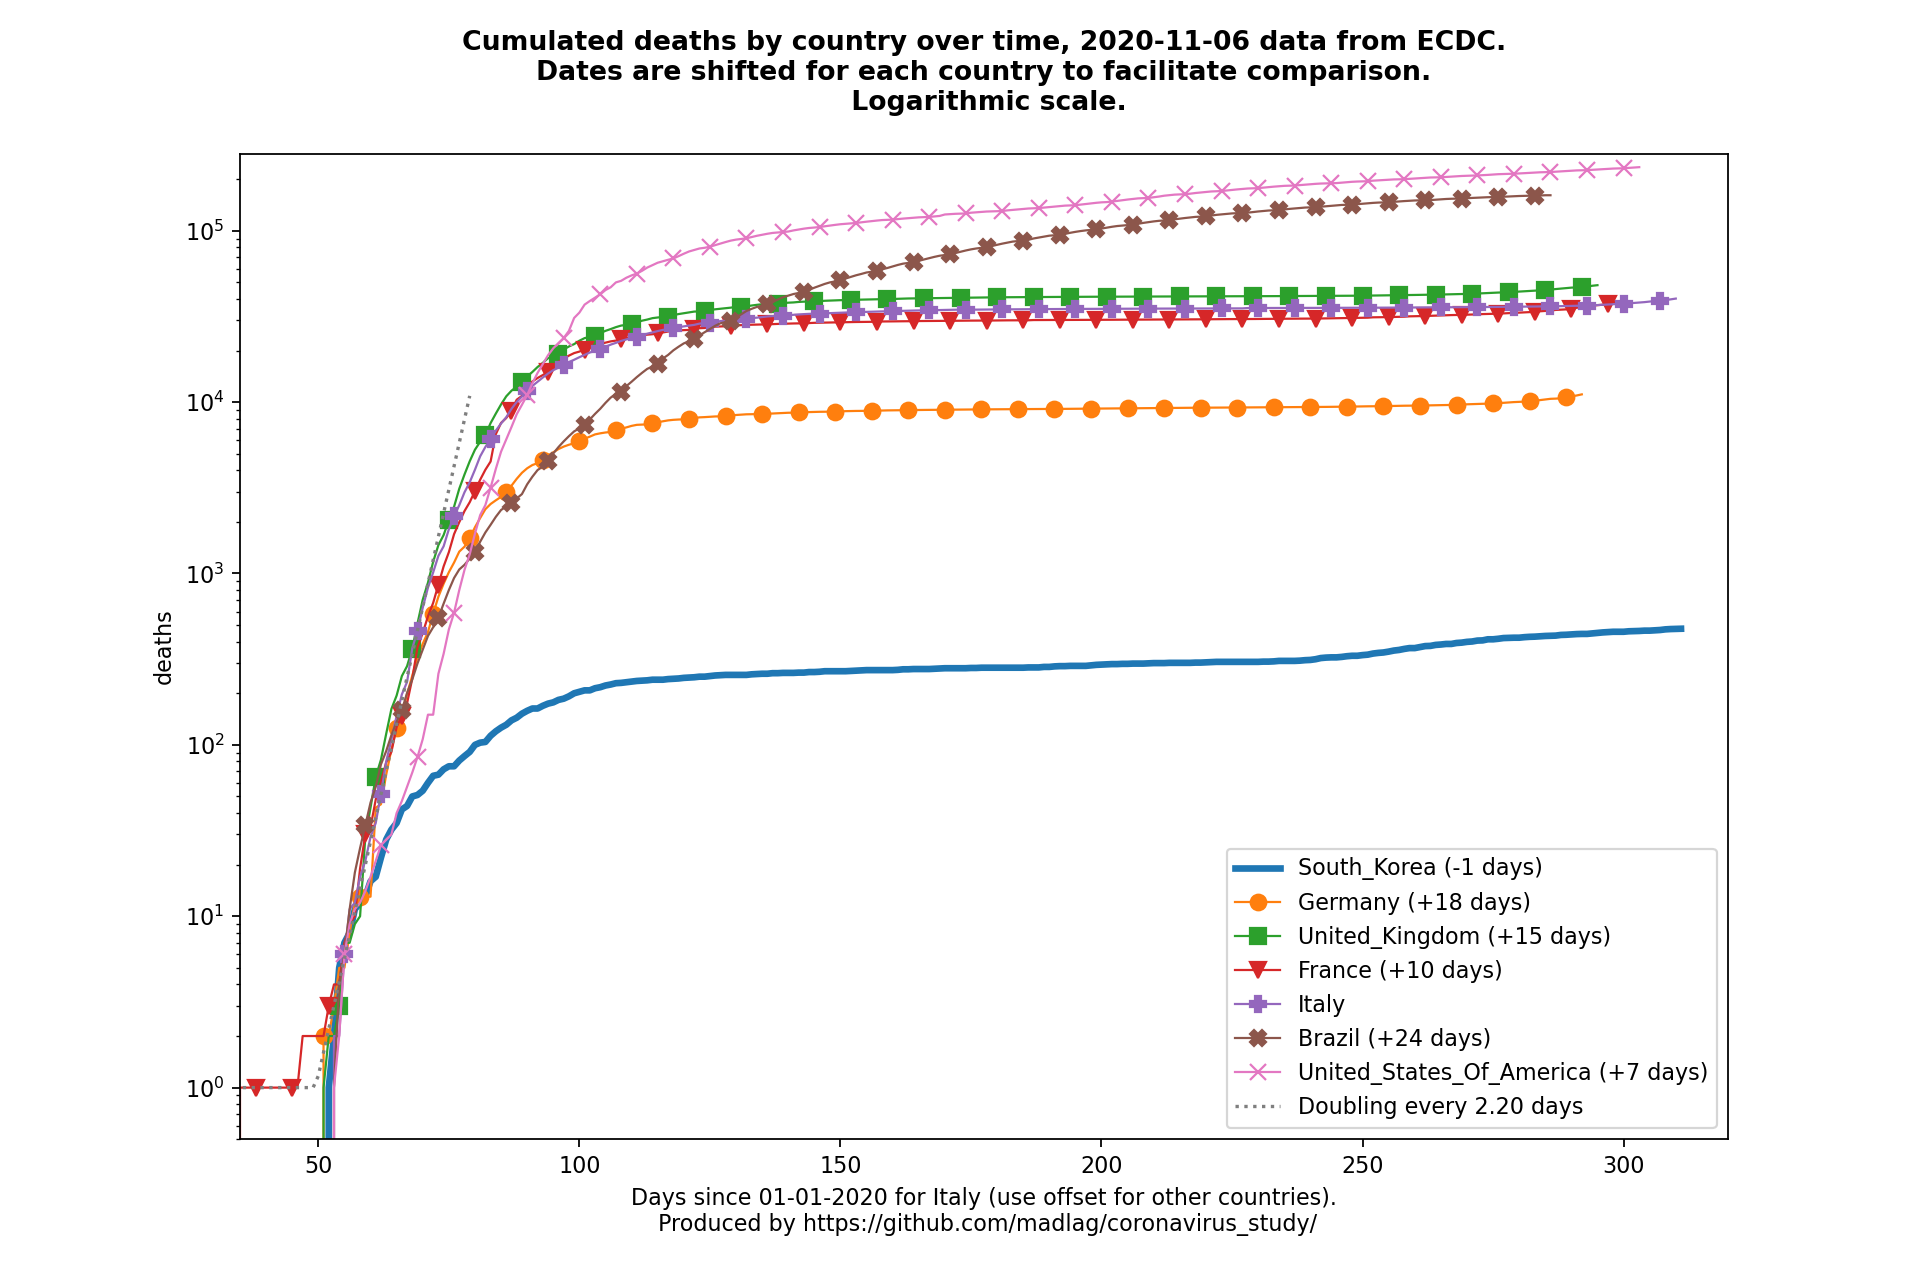 Cumulated deaths by country over time, 2020-11-06 data from ECDC.
Dates are shifted for each country to facilitate comparison.
Logarithmic scale.
10^5
10^4
10^3
10^2
10^1
10^0
deaths
South_Korea (-1 days)
Germany (+18 days)
United_Kingdom (+15 days)
France (+10 days)
Italy
Brazil (+24 days)
United_States_Of_America (+7 days)
Doubling every 2.20 days
50 100 150 200 250 300
Days since 01-01-2020 for Italy (use offset for other countries).
Produced by https://github.com/madlag/coronavirus_study/